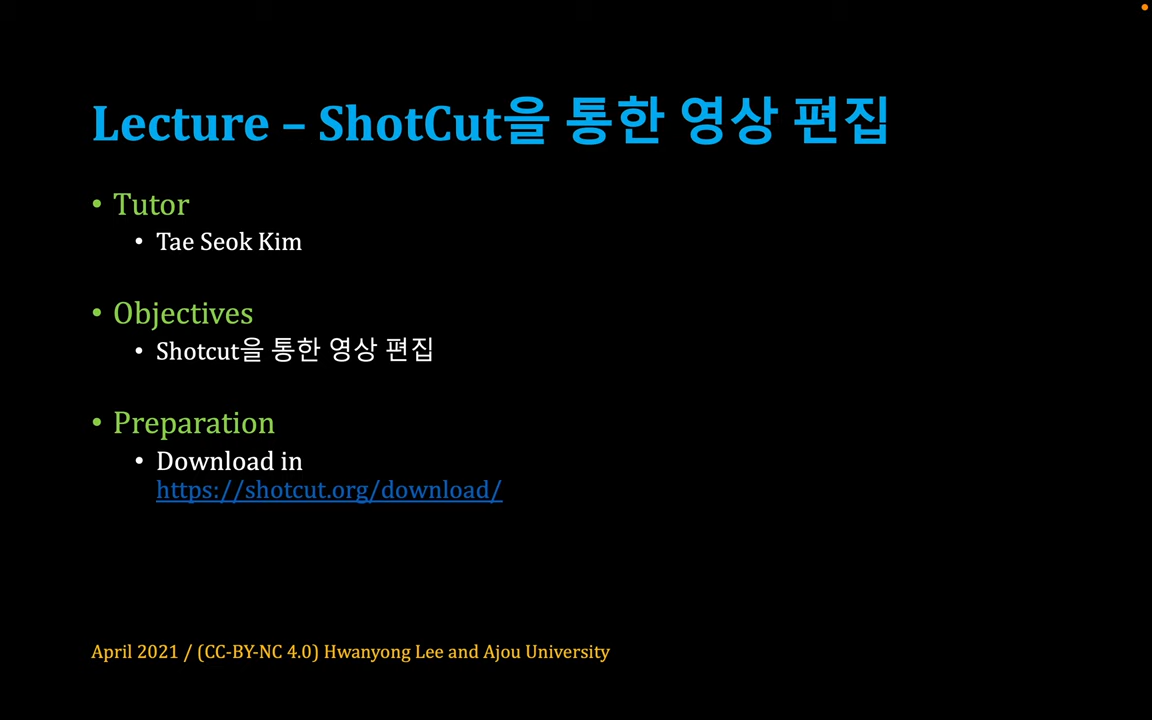 Lecture – ShotCut을 통한 영상 편집
• Tutor
• Tae Seok Kim
• Objectives
• Shotcut을 통한 영상 편집
• Preparation
• Download in
https://shotcut.org/download/
April 2021 / (CC-BY-NC 4.0) Hwanyong Lee and Ajou University